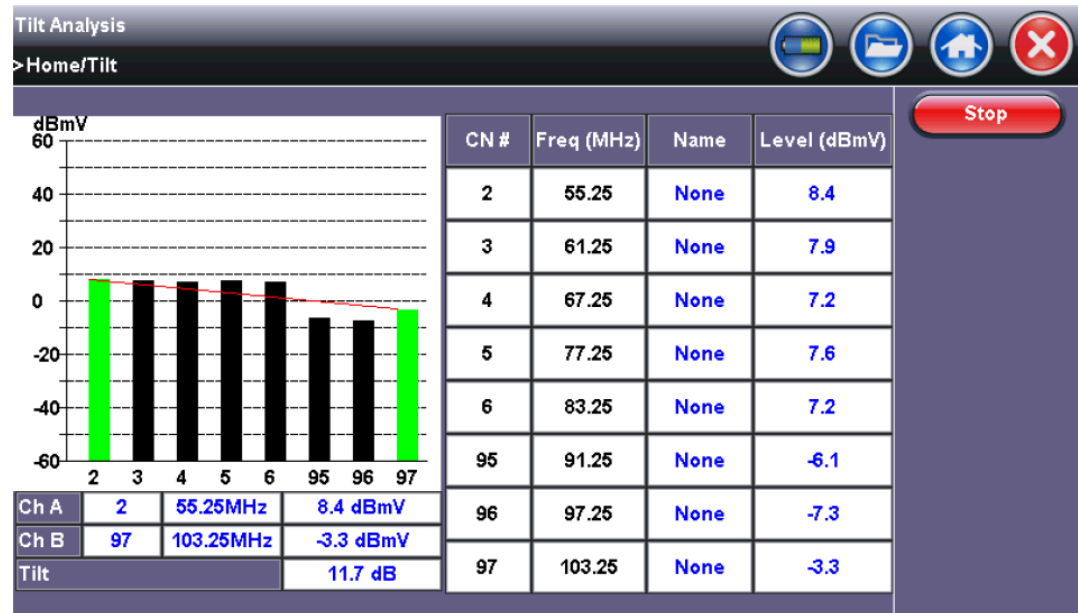 Tilt Analysis
>Home/Tilt
Stop
dBmV
60
40
20
0
-20
-40
-60
2 3 4 5 6 95 96 97
Ch A 2 55.25MHz 8.4 dBmV
Ch B 97 103.25MHz -3.3 dBmV
Tilt 11.7 dB
CN # Freq (MHz) Name Level (dBmV)
2 55.25 None 8.4
3 61.25 None 7.9
4 67.25 None 7.2
5 77.25 None 7.6
6 83.25 None 7.2
95 91.25 None -6.1
96 97.25 None -7.3
97 103.25 None -3.3